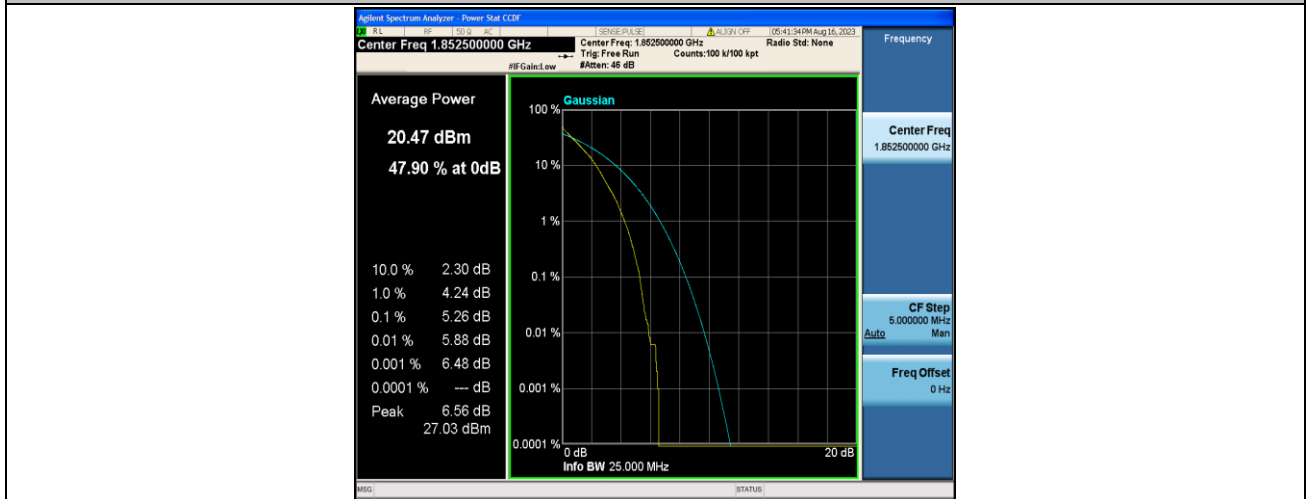 Agilent Spectrum Analyzer - Power Stat CCDF
RL RF 50 Ω AC SENSE:PULSE ALIGN OFF 05:41:34PM Aug 16, 2023
Center Freq 1.852500000 GHz
Center Freq: 1.852500000 GHz Radio Std: None
Trig: Free Run Counts:100 k/100 kpt
#IFGain:Low #Atten: 46 dB
Frequency
Average Power
20.47 dBm
47.90 % at 0dB
10.0 % 2.30 dB
1.0 % 4.24 dB
0.1 % 5.26 dB
0.01 % 5.88 dB
0.001 % 6.48 dB
0.0001 % --- dB
Peak 6.56 dB
27.03 dBm
Gaussian
100 %
10 %
1 %
0.1 %
0.01 %
0.001 %
0.0001 %
0 dB 20 dB
Info BW 25.000 MHz
Center Freq
1.852500000 GHz
CF Step
5.000000 MHz
Auto Man
Freq Offset
0 Hz
MSG STATUS